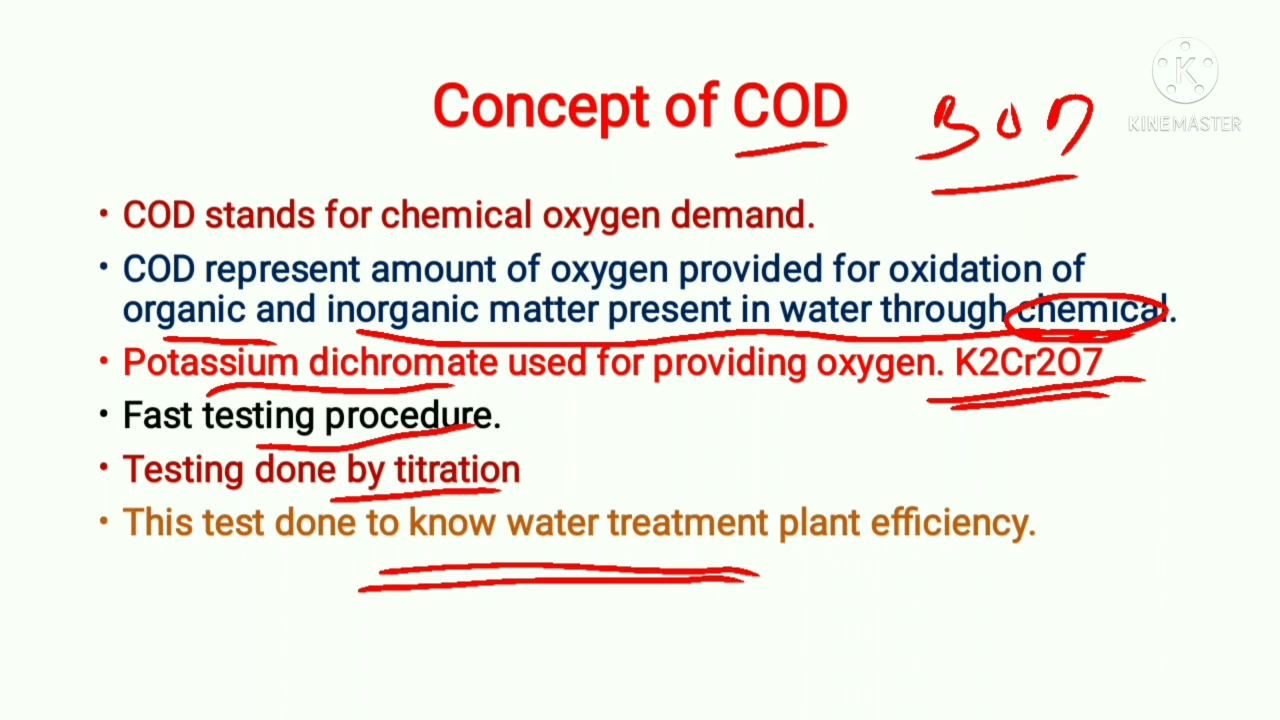 Concept of COD
BOD
K
KINEMASTER
• COD stands for chemical oxygen demand.
• COD represent amount of oxygen provided for oxidation of
organic and inorganic matter present in water through chemical.
• Potassium dichromate used for providing oxygen. K2Cr2O7
• Fast testing procedure.
• Testing done by titration
• This test done to know water treatment plant efficiency.